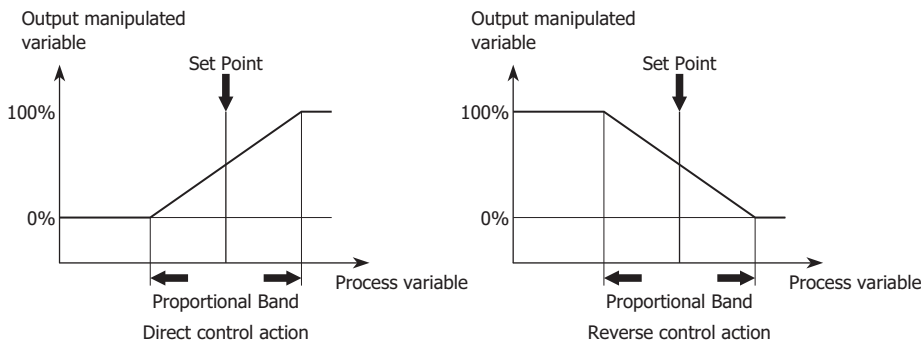 Output manipulated
variable
Set Point
100%
0%
Process variable
Proportional Band
Direct control action
Output manipulated
variable
Set Point
100%
0%
Process variable
Proportional Band
Reverse control action